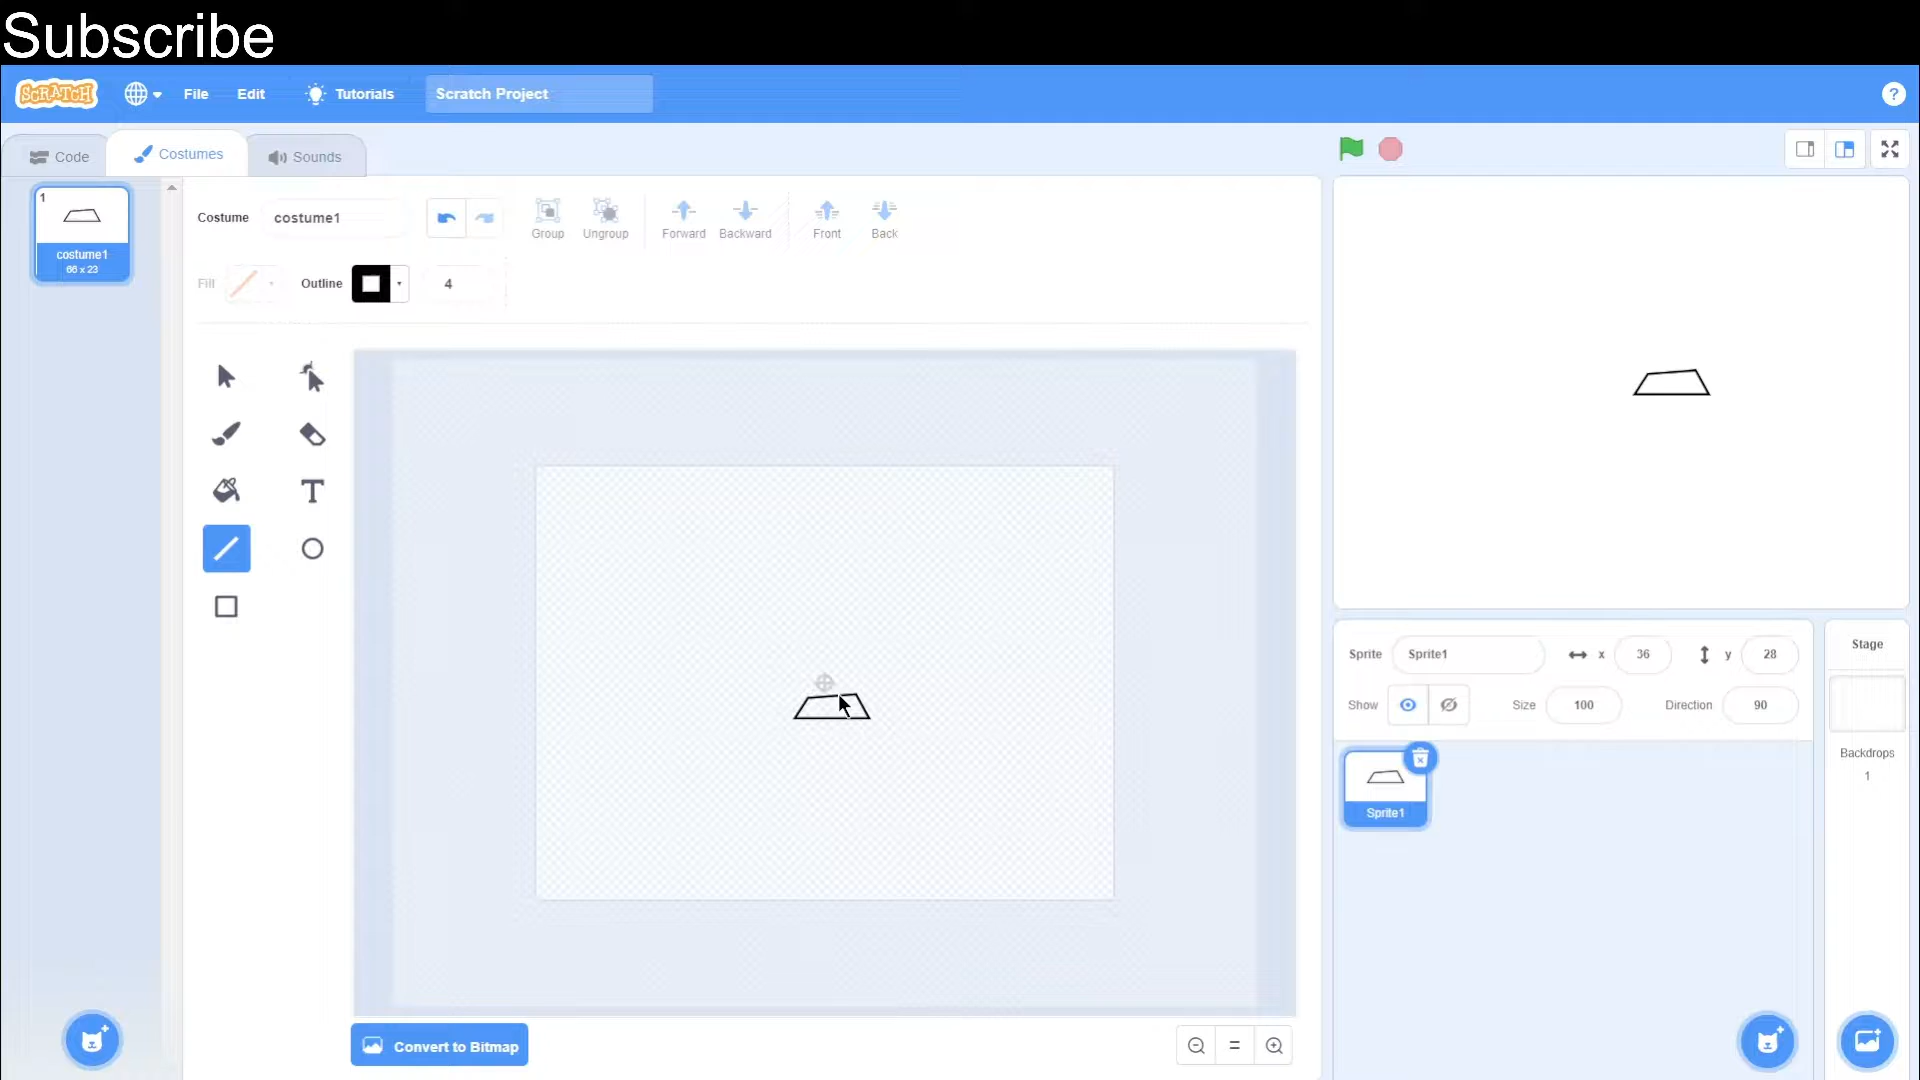 Subscribe
SCRATCH
File
Edit
Tutorials
Scratch Project
?
Code
Costumes
Sounds
1
costume1
66 x 23
Costume
costume1
Group
Ungroup
Forward
Backward
Front
Back
Fill
Outline
4
T
Convert to Bitmap
=
Sprite
Sprite1
x
36
y
28
Show
Size
100
Direction
90
Sprite1
Stage
Backdrops
1